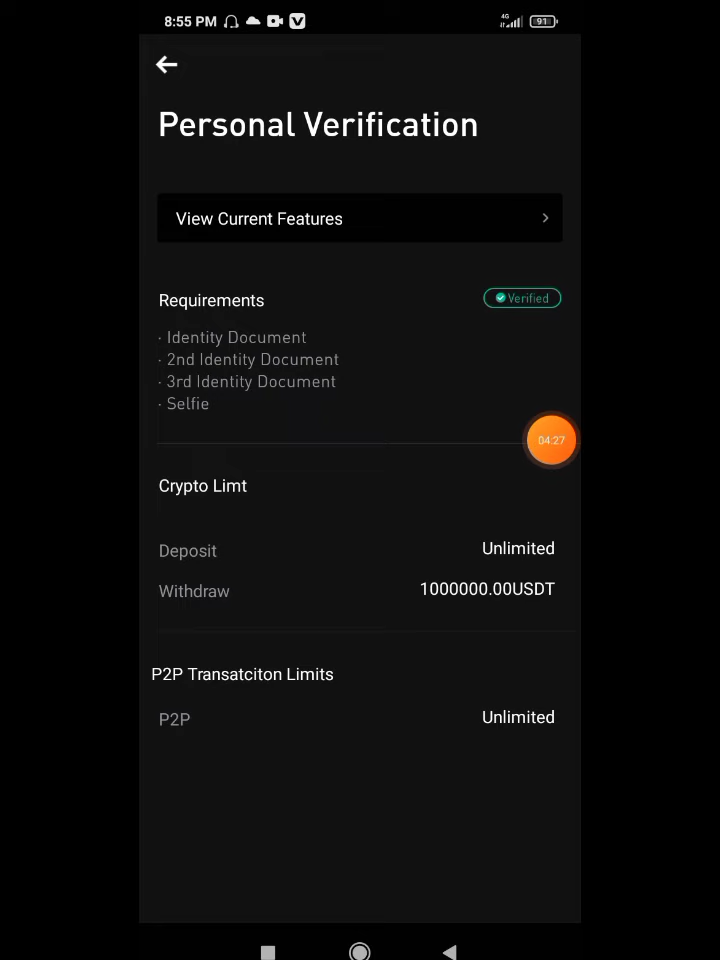 8:55 PM 4G 91
Personal Verification
View Current Features
Requirements Verified
· Identity Document
· 2nd Identity Document
· 3rd Identity Document
· Selfie
04:27
Crypto Limt
Deposit Unlimited
Withdraw 1000000.00USDT
P2P Transatciton Limits
P2P Unlimited